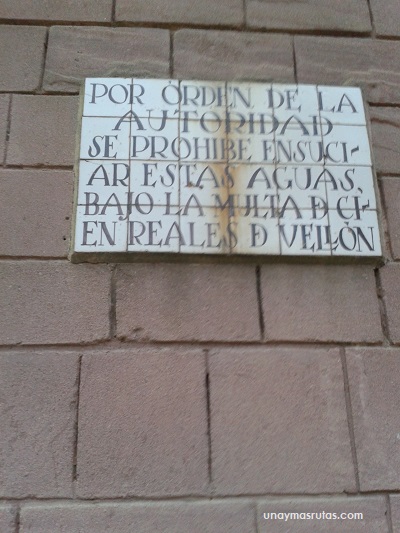 POR ORDEN DE LA
AUTORIDAD
SE PROHIBE ENSUCI-
AR ESTAS AGUAS,
BAJO LA MULTA D CI-
EN REALES D VELLÓN
unaymasrutas.com